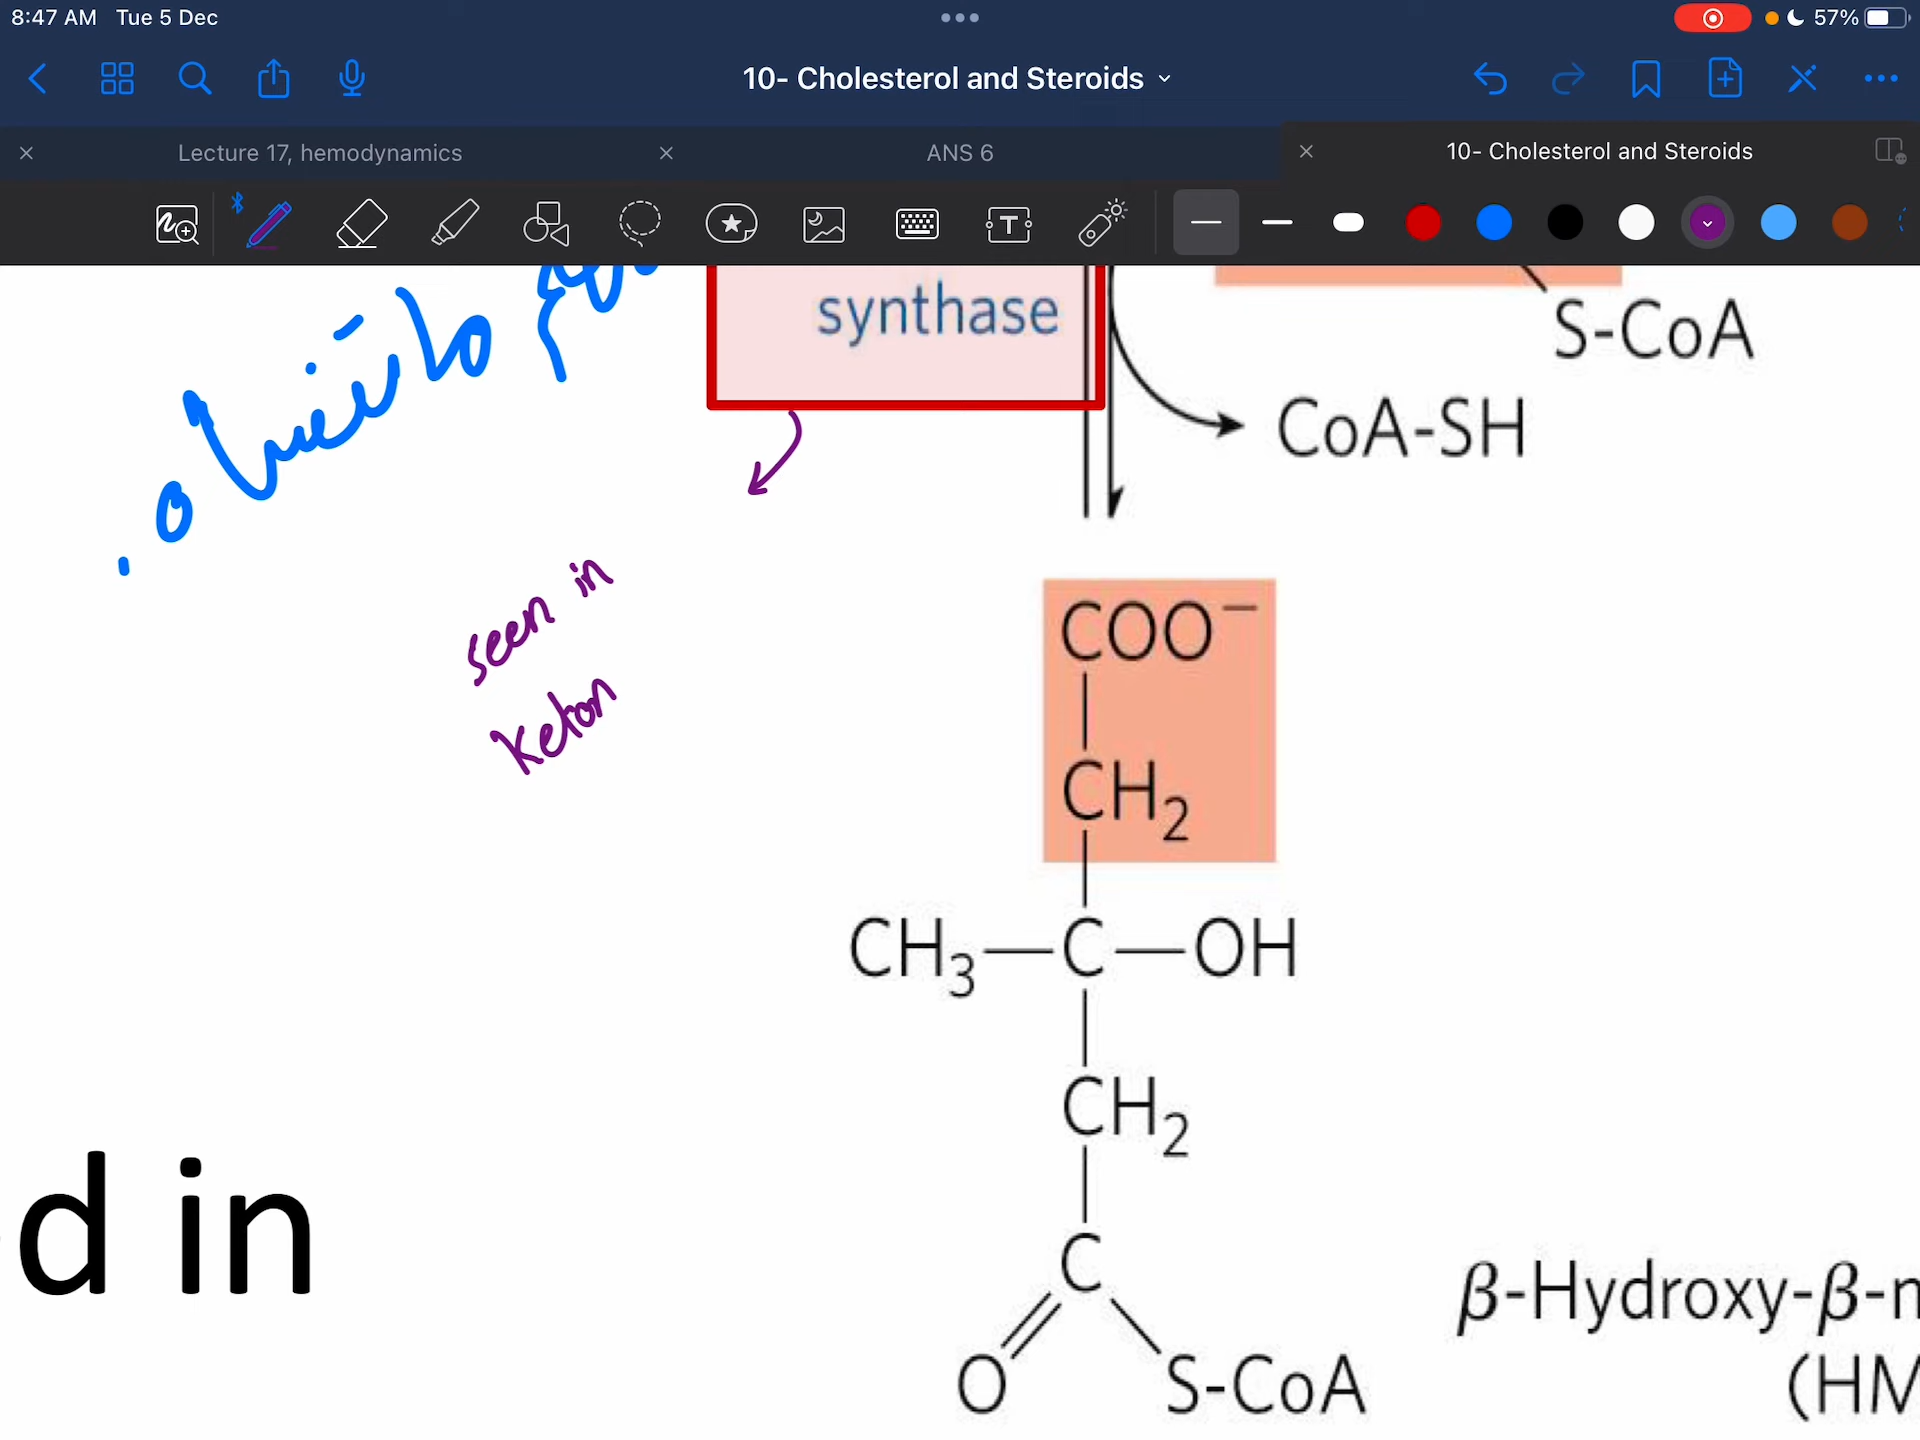 8:47 AM Tue 5 Dec
57%
10- Cholesterol and Steroids
Lecture 17, hemodynamics
ANS 6
10- Cholesterol and Steroids
synthase
S-CoA
CoA-SH
seen in
Keton
COO⁻
CH₂
CH₃—C—OH
CH₂
C
O
S-CoA
d in
β-Hydroxy-β-
(HM